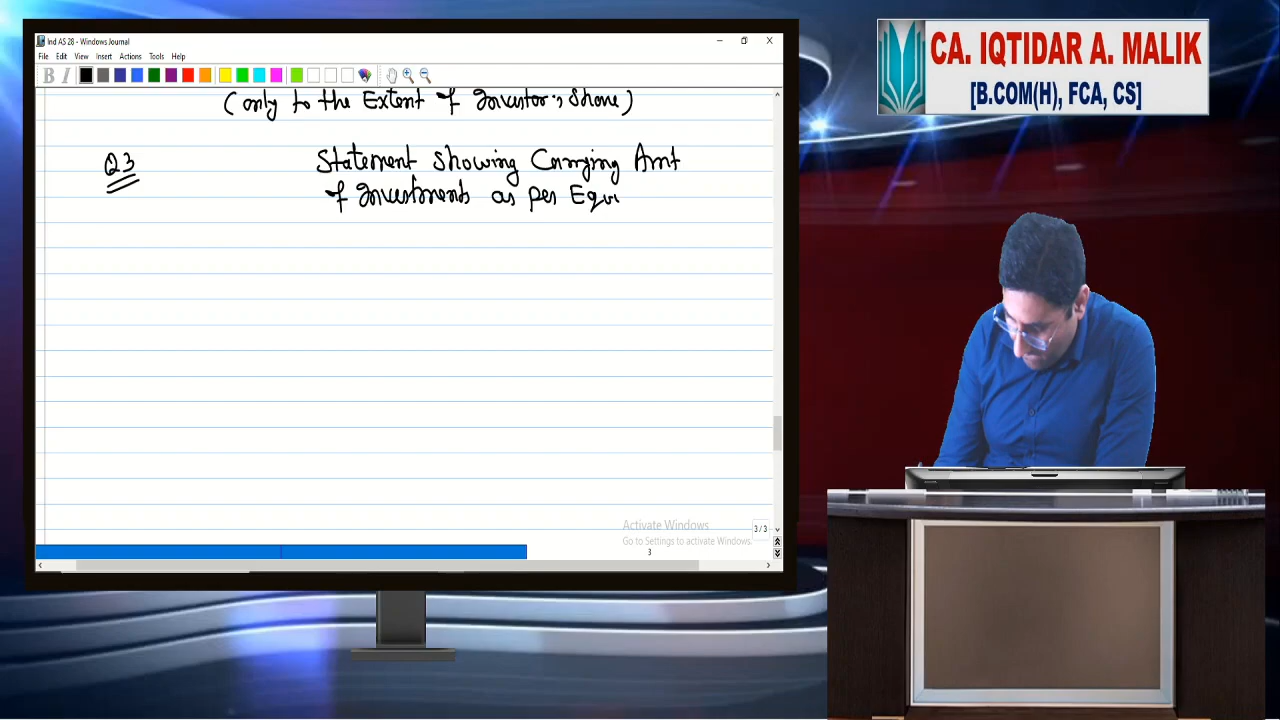 Ind AS 28 - Windows Journal
File Edit View Insert Actions Tools Help
B I
(only to the Extent of Investor's Share)
Q3
Statement Showing Carrying Amt
of Investments as per Equi
Activate Windows
Go to Settings to activate Windows.
3 / 3
3
CA. IQTIDAR A. MALIK
[B.COM(H), FCA, CS]